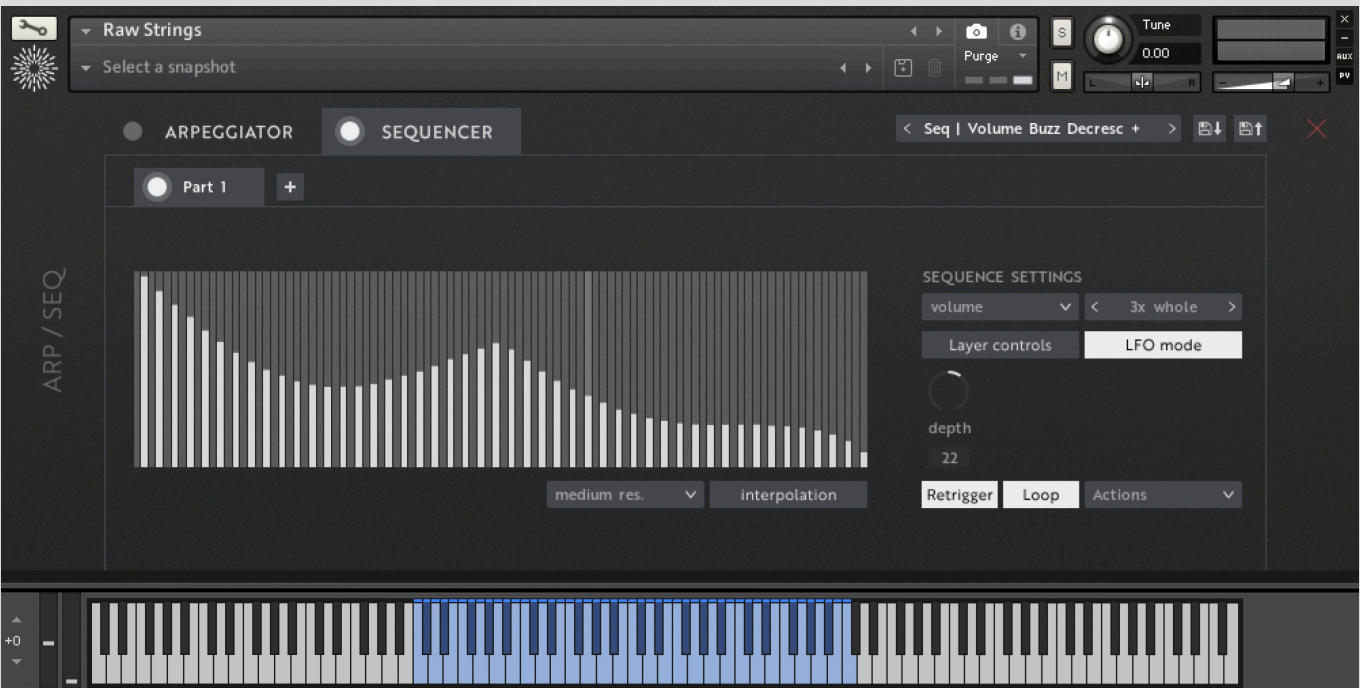 Raw Strings
Select a snapshot
Purge
S
M
Tune
0.00
L R
- +
AUX
PV
ARPEGGIATOR
SEQUENCER
< Seq | Volume Buzz Decresc + >
Part 1
+
ARP / SEQ
SEQUENCE SETTINGS
volume
< 3x whole >
Layer controls
LFO mode
depth
22
medium res.
interpolation
Retrigger
Loop
Actions
+0